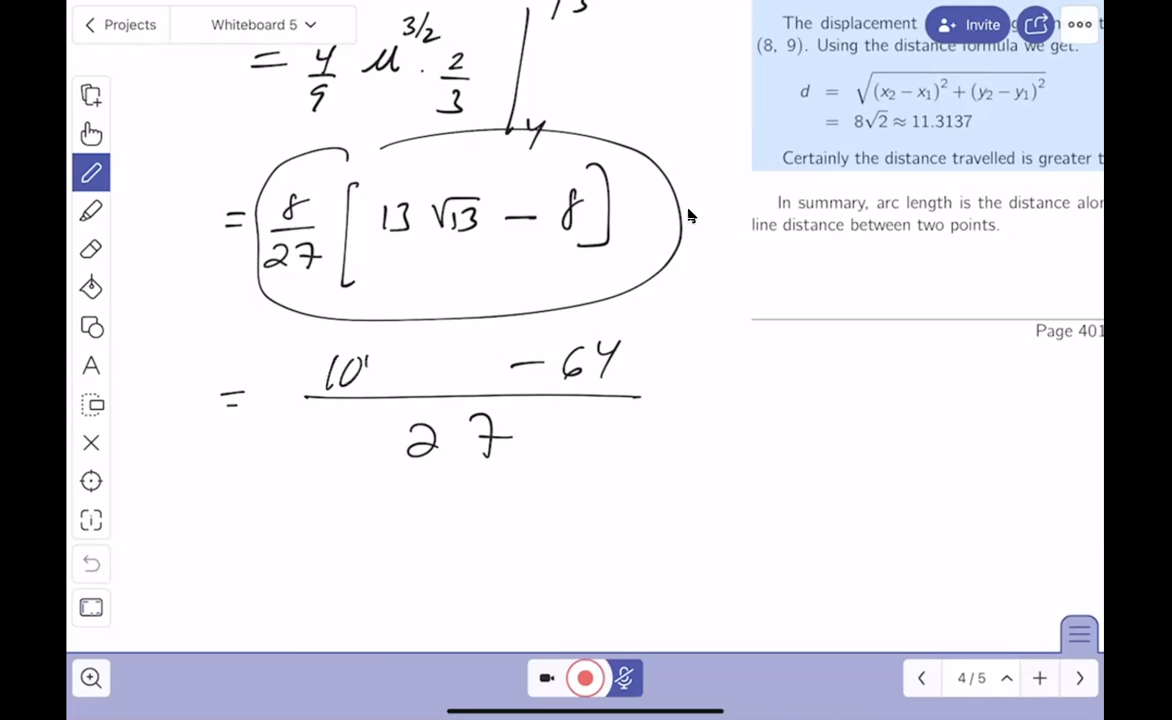 Projects
Whiteboard 5
Invite
= 4/9 u^{3/2} · 2/3 |
4
= 8/27 [ 13 √13 − 8 ]
= 10 − 64 / 27
The displacement
(8, 9). Using the distance formula we get:
d = √((x₂ − x₁)² + (y₂ − y₁)²)
= 8√2 ≈ 11.3137
Certainly the distance travelled is greater t
In summary, arc length is the distance alon
line distance between two points.
Page 401
A
4/5